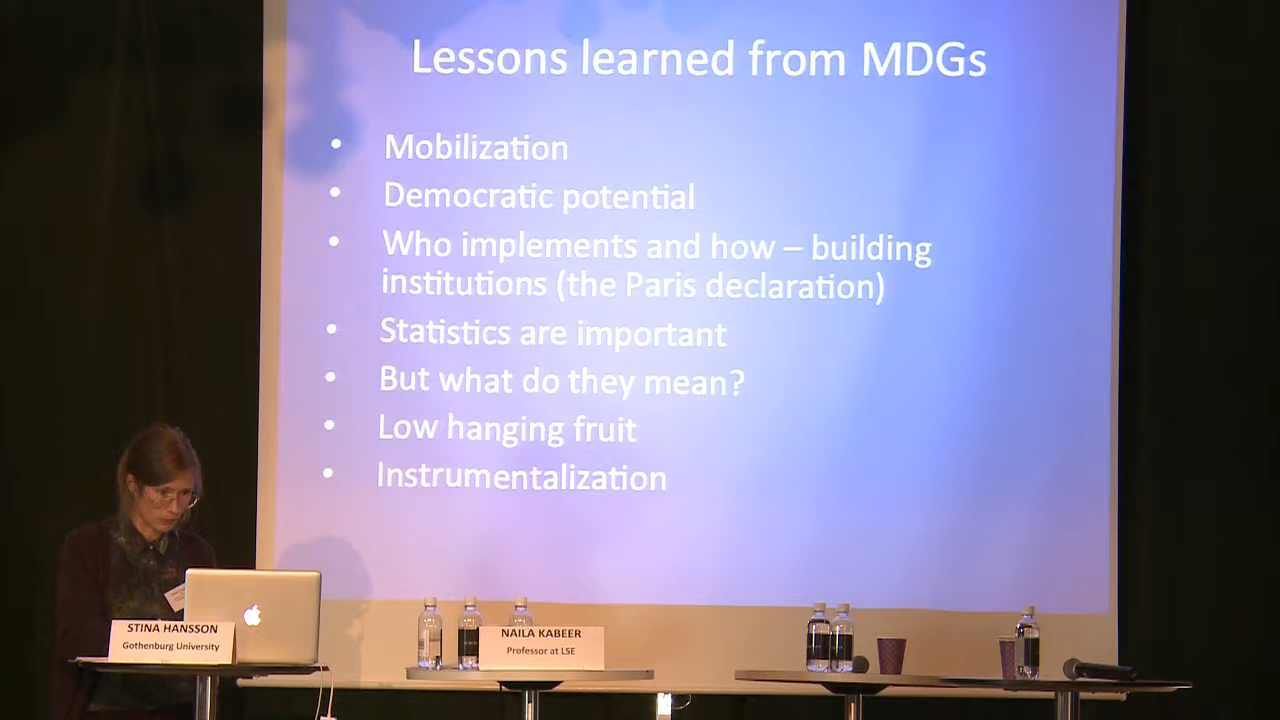 Lessons learned from MDGs
• Mobilization
• Democratic potential
• Who implements and how – building
institutions (the Paris declaration)
• Statistics are important
• But what do they mean?
• Low hanging fruit
• Instrumentalization
STINA HANSSON
Gothenburg University
NAILA KABEER
Professor at LSE